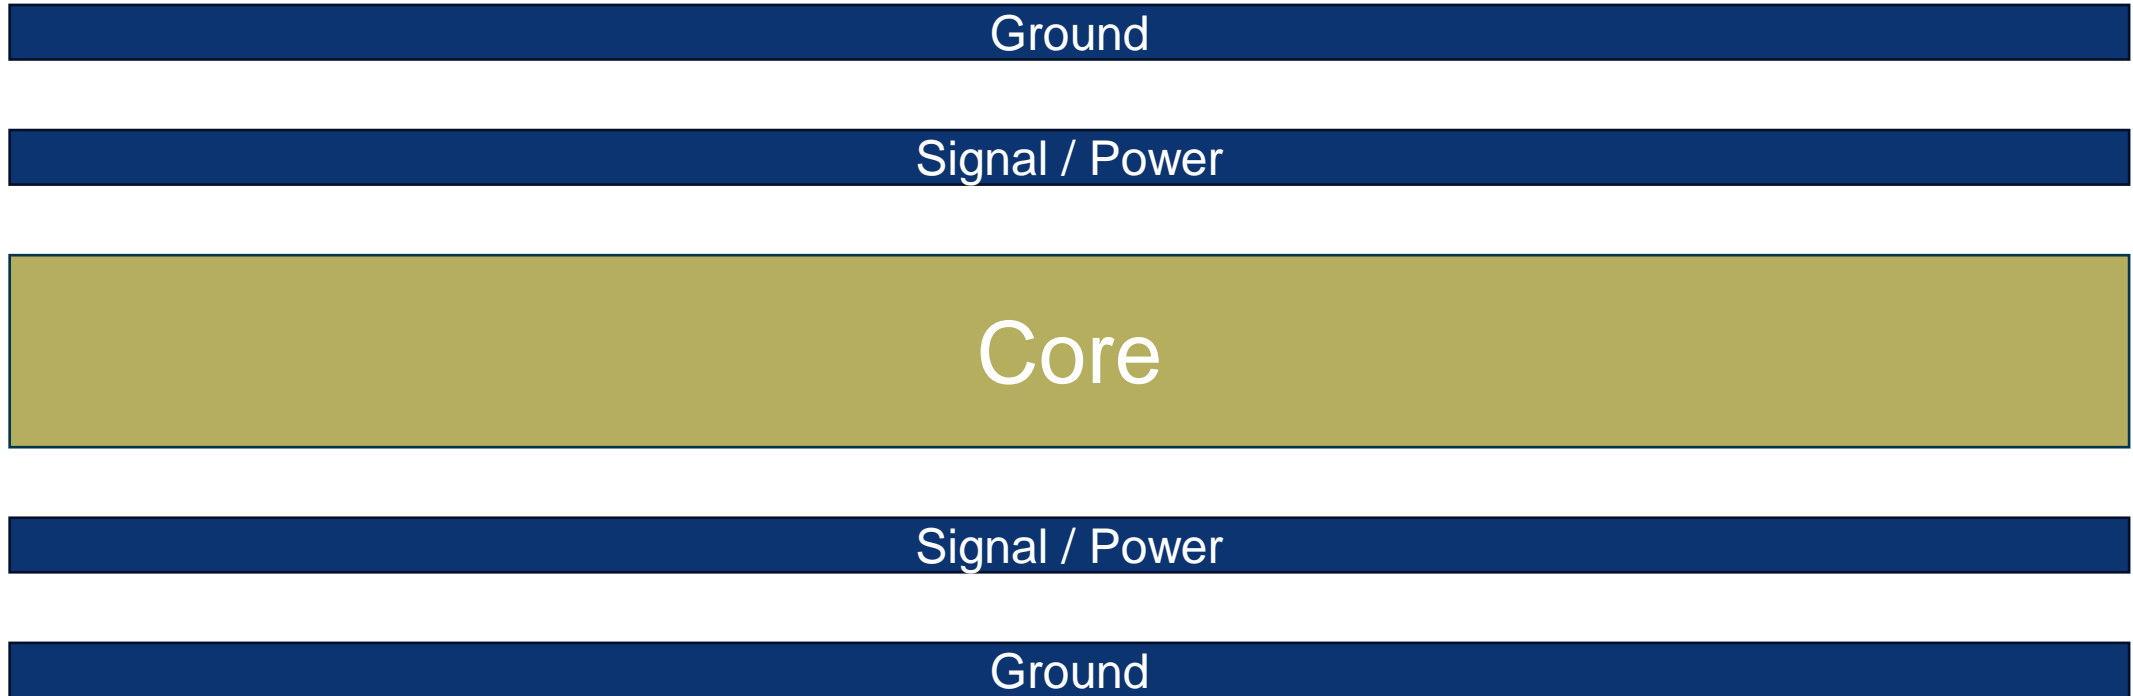 Ground
Signal / Power
Core
Signal / Power
Ground